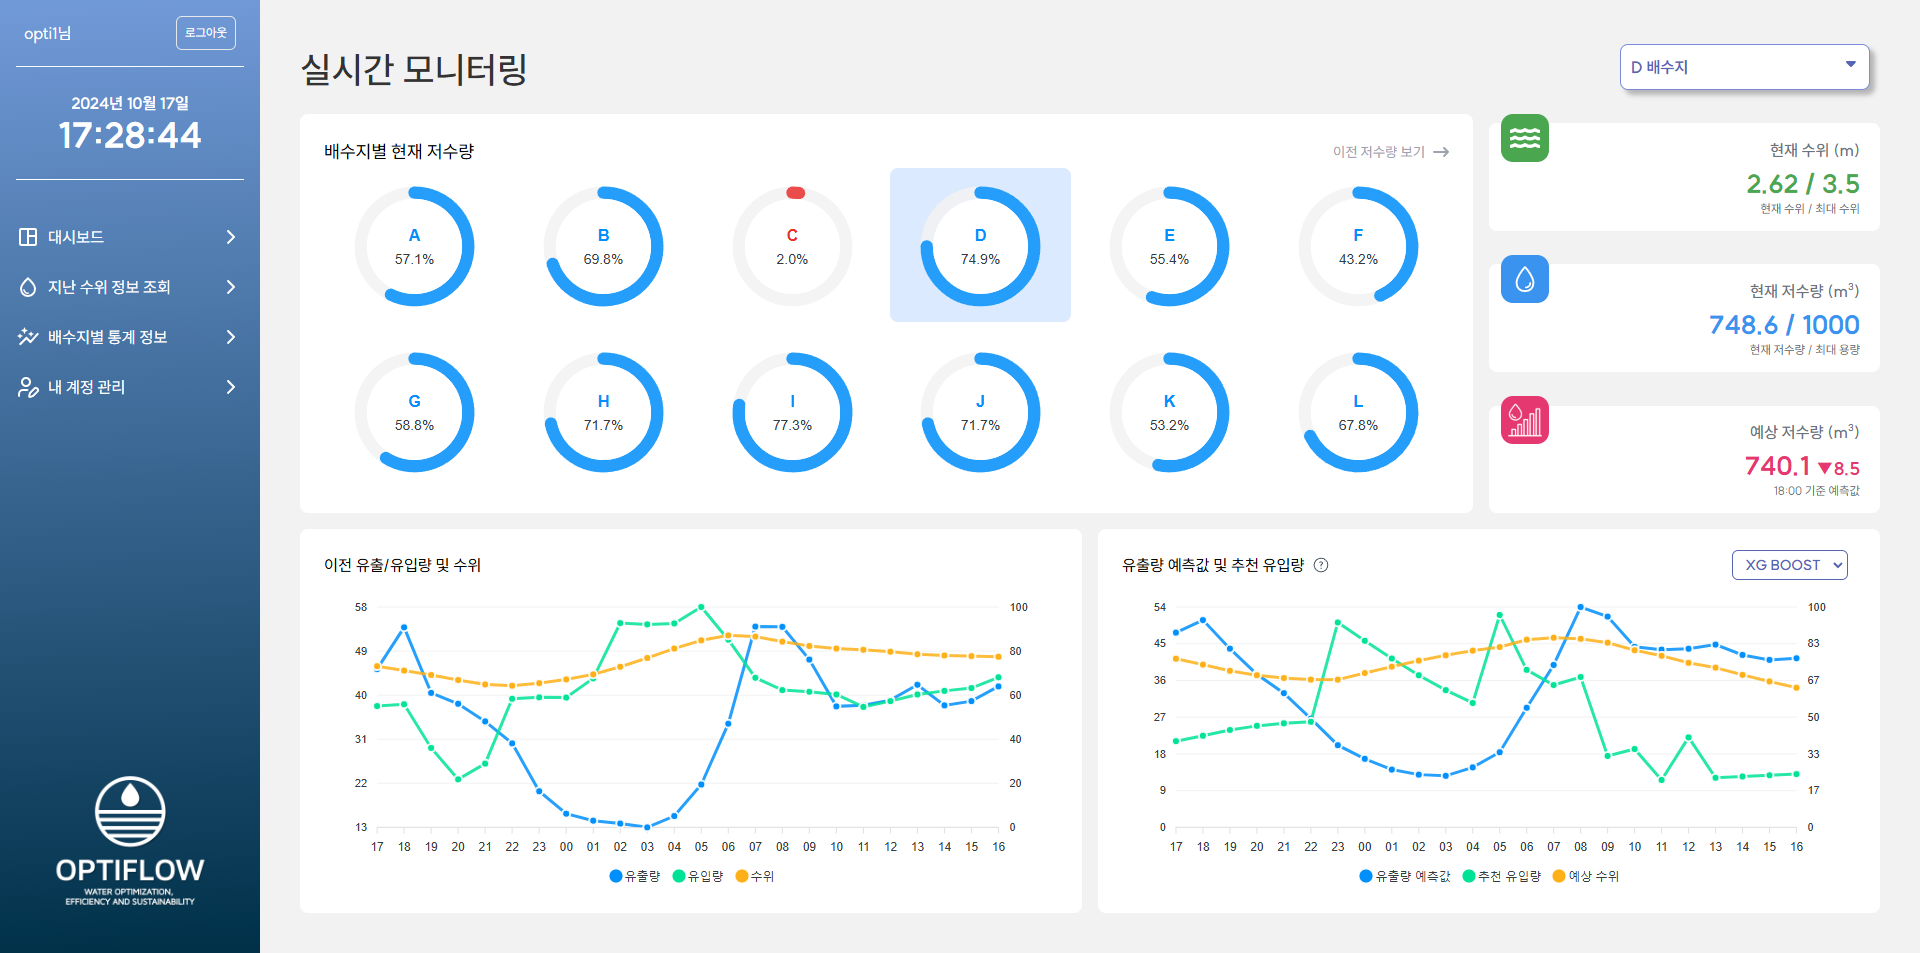 opti1님
로그아웃
2024년 10월 17일
17:28:44
대시보드
지난 수위 정보 조회
배수지별 통계 정보
내 계정 관리
OPTIFLOW
WATER OPTIMIZATION,
EFFICIENCY AND SUSTAINABILITY
실시간 모니터링
D 배수지
배수지별 현재 저수량
이전 저수량 보기
A
57.1%
B
69.8%
C
2.0%
D
74.9%
E
55.4%
F
43.2%
G
58.8%
H
71.7%
I
77.3%
J
71.7%
K
53.2%
L
67.8%
현재 수위 (m)
2.62 / 3.5
현재 수위 / 최대 수위
현재 저수량 (m³)
748.6 / 1000
현재 저수량 / 최대 용량
예상 저수량 (m³)
740.1 ▼8.5
18:00 기준 예측값
이전 유출/유입량 및 수위
58 100
49 80
40 60
31 40
22 20
13 0
17 18 19 20 21 22 23 00 01 02 03 04 05 06 07 08 09 10 11 12 13 14 15 16
유출량 유입량 수위
유출량 예측값 및 추천 유입량 ?
XG BOOST
54 100
45 83
36 67
27 50
18 33
9 17
0 0
17 18 19 20 21 22 23 00 01 02 03 04 05 06 07 08 09 10 11 12 13 14 15 16
유출량 예측값 추천 유입량 예상 수위